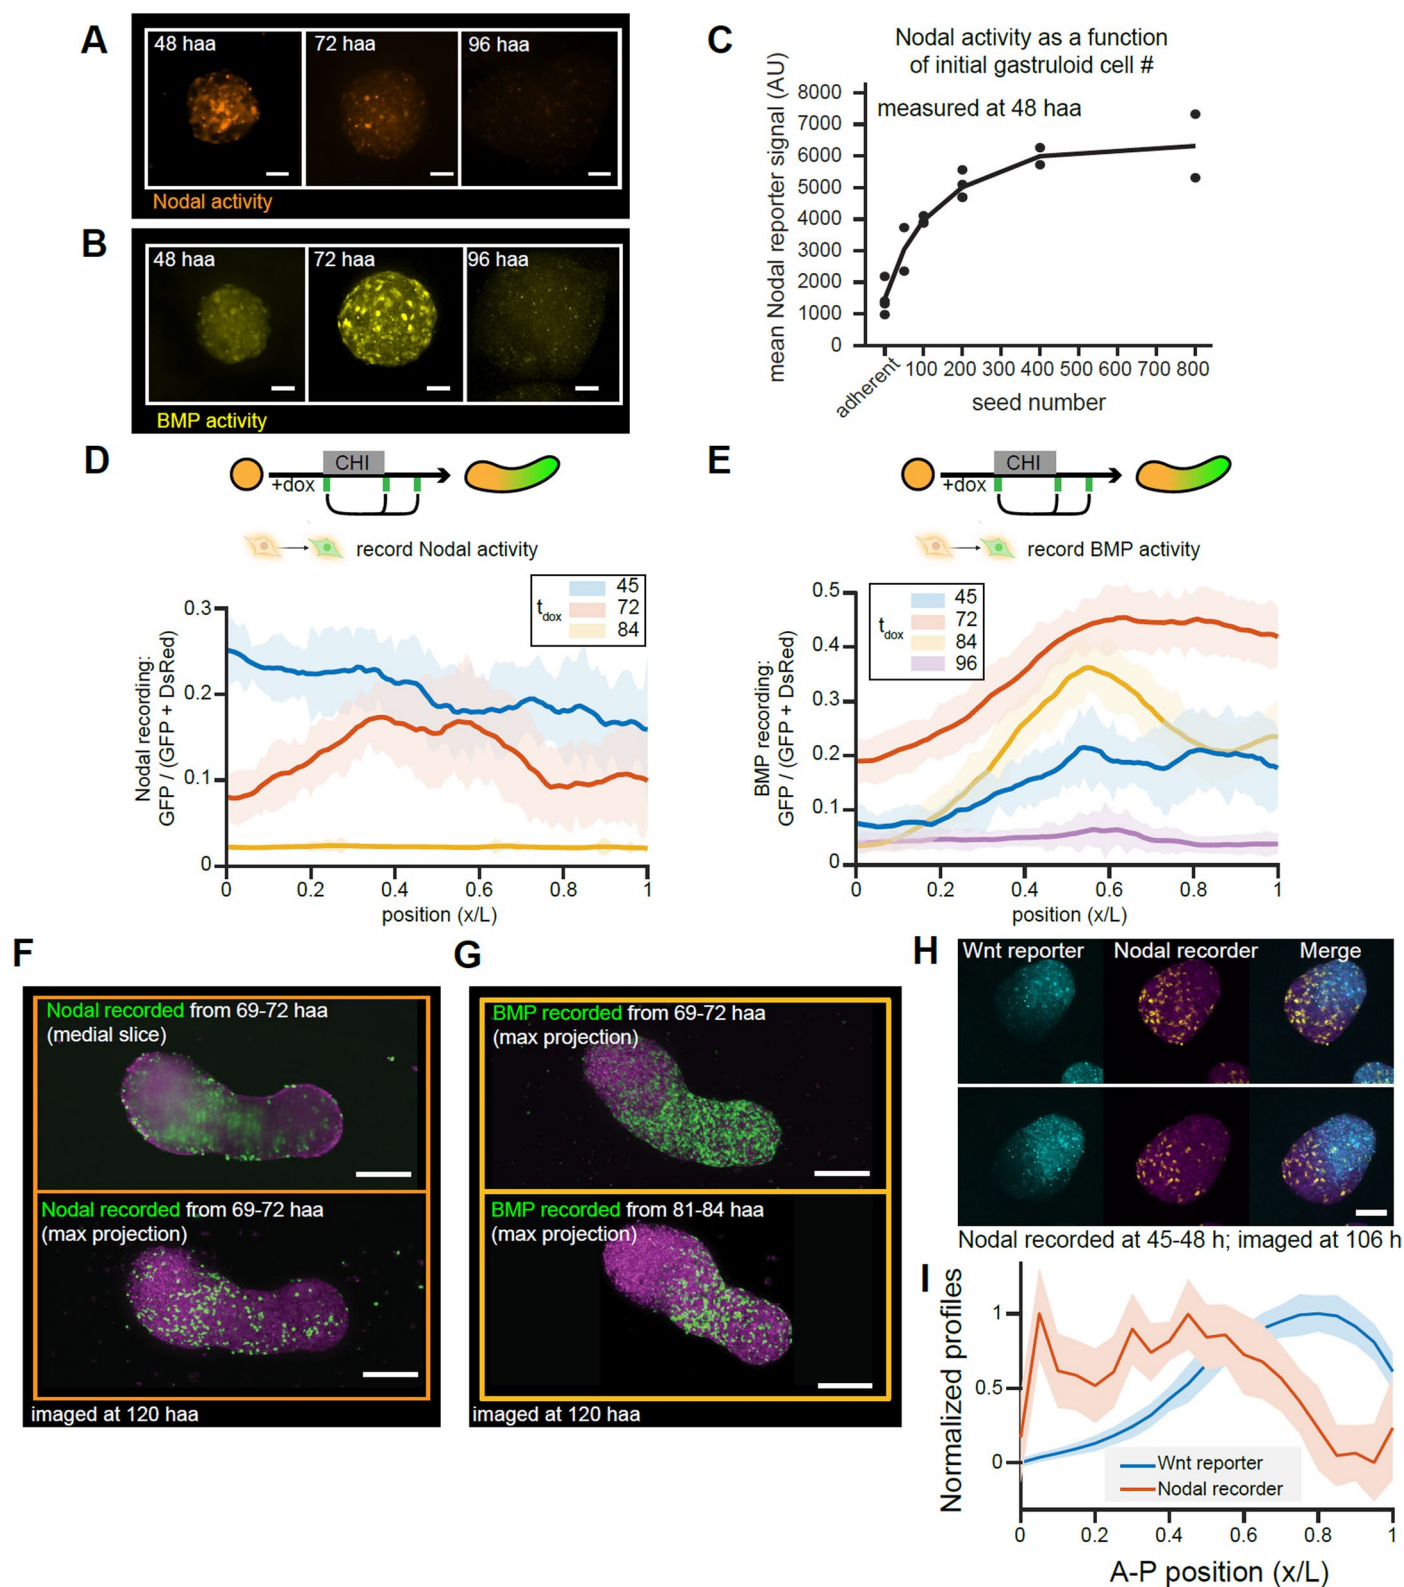 A
48 haa
72 haa
96 haa
Nodal activity
B
48 haa
72 haa
96 haa
BMP activity
C
Nodal activity as a function
of initial gastruloid cell #
measured at 48 haa
mean Nodal reporter signal (AU)
8000
7000
6000
5000
4000
3000
2000
1000
0
adherent
100 200 300 400 500 600 700 800
seed number
D
CHI
+dox
record Nodal activity
tdox
45
72
84
Nodal recording:
GFP / (GFP + DsRed)
0.3
0.2
0.1
0
0 0.2 0.4 0.6 0.8 1
position (x/L)
E
CHI
+dox
record BMP activity
tdox
45
72
84
96
BMP recording:
GFP / (GFP + DsRed)
0.5
0.4
0.3
0.2
0.1
0
0 0.2 0.4 0.6 0.8 1
position (x/L)
F
Nodal recorded from 69-72 haa
(medial slice)
Nodal recorded from 69-72 haa
(max projection)
imaged at 120 haa
G
BMP recorded from 69-72 haa
(max projection)
BMP recorded from 81-84 haa
(max projection)
imaged at 120 haa
H
Wnt reporter
Nodal recorder
Merge
Nodal recorded at 45-48 h; imaged at 106 h
I
Normalized profiles
1
0.5
0
Wnt reporter
Nodal recorder
0 0.2 0.4 0.6 0.8 1
A-P position (x/L)